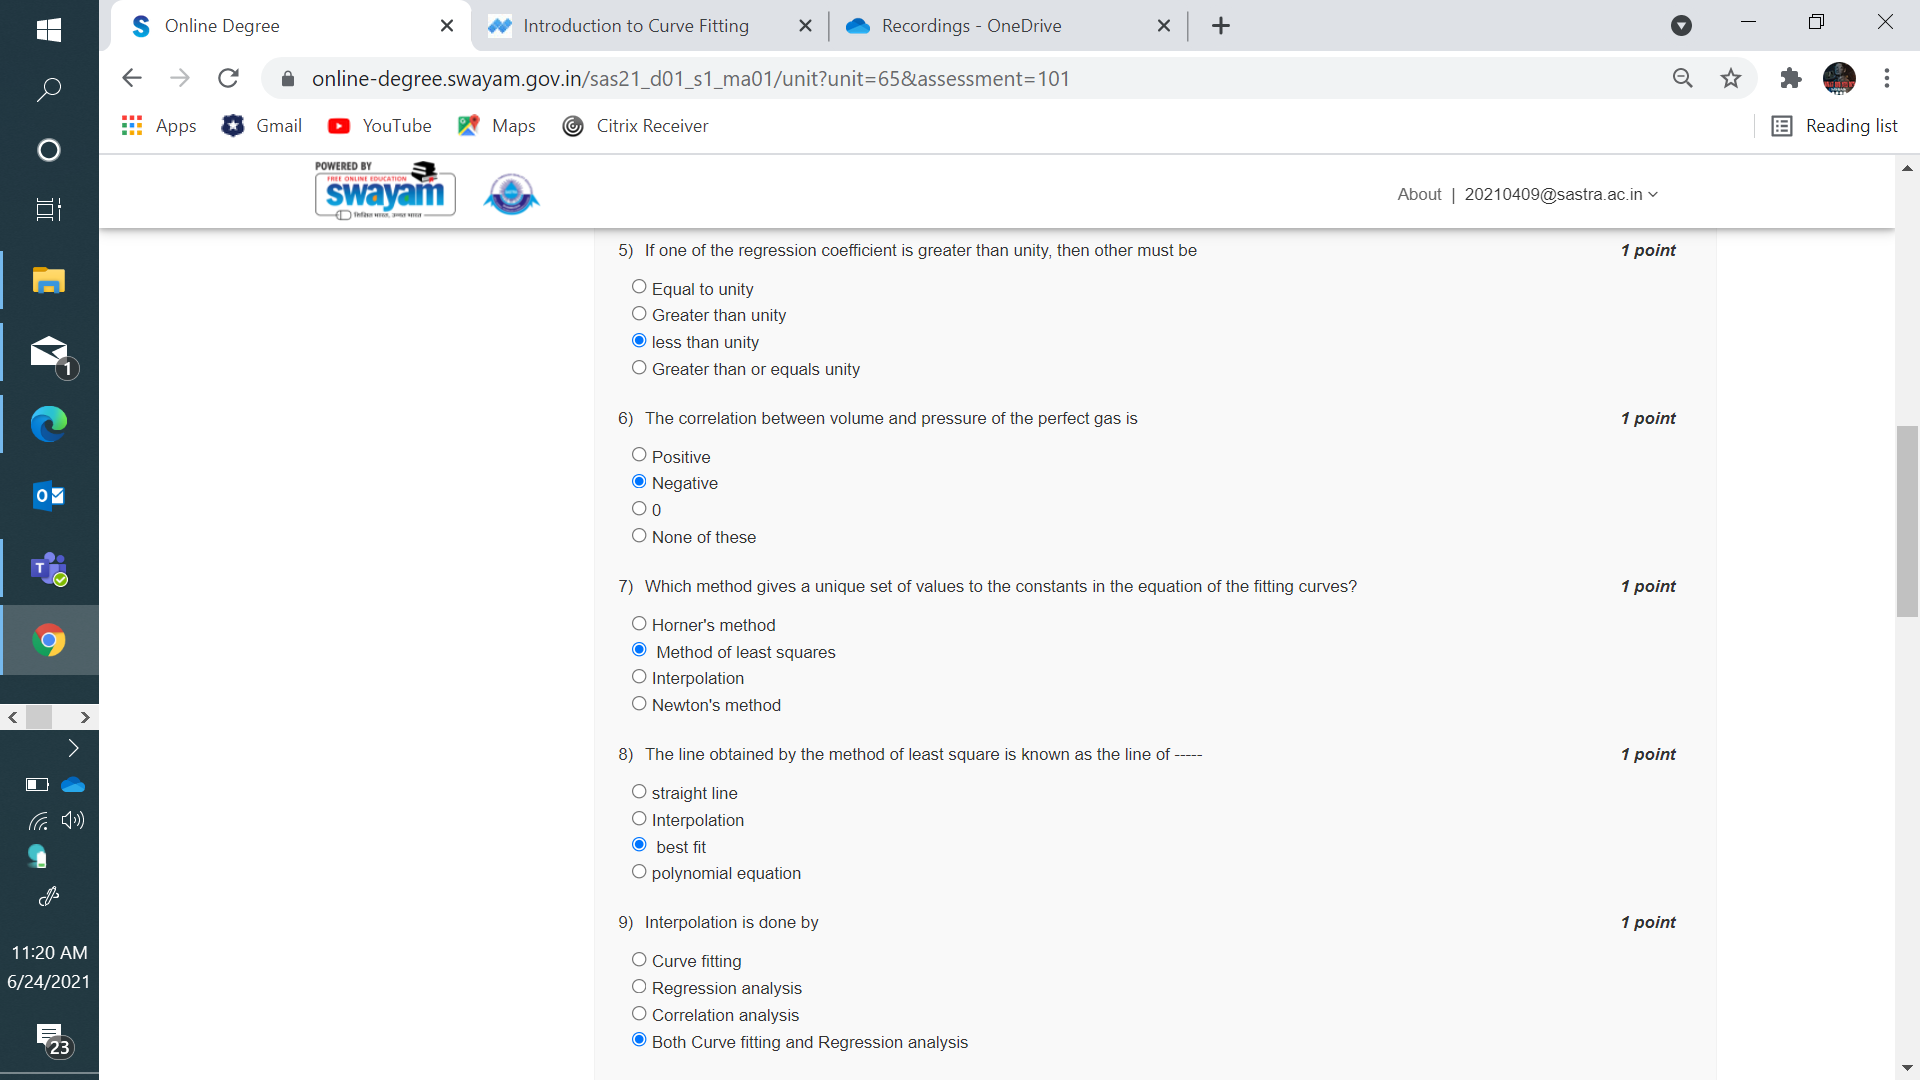 Online Degree
Introduction to Curve Fitting
Recordings - OneDrive
online-degree.swayam.gov.in/sas21_d01_s1_ma01/unit?unit=65&assessment=101
Apps
Gmail
YouTube
Maps
Citrix Receiver
Reading list
POWERED BY
FREE ONLINE EDUCATION
swayam
About | 20210409@sastra.ac.in
5) If one of the regression coefficient is greater than unity, then other must be 1 point
Equal to unity
Greater than unity
less than unity
Greater than or equals unity
6) The correlation between volume and pressure of the perfect gas is 1 point
Positive
Negative
0
None of these
7) Which method gives a unique set of values to the constants in the equation of the fitting curves? 1 point
Horner's method
Method of least squares
Interpolation
Newton's method
8) The line obtained by the method of least square is known as the line of ----- 1 point
straight line
Interpolation
best fit
polynomial equation
9) Interpolation is done by 1 point
Curve fitting
Regression analysis
Correlation analysis
Both Curve fitting and Regression analysis
1
11:20 AM
6/24/2021
23